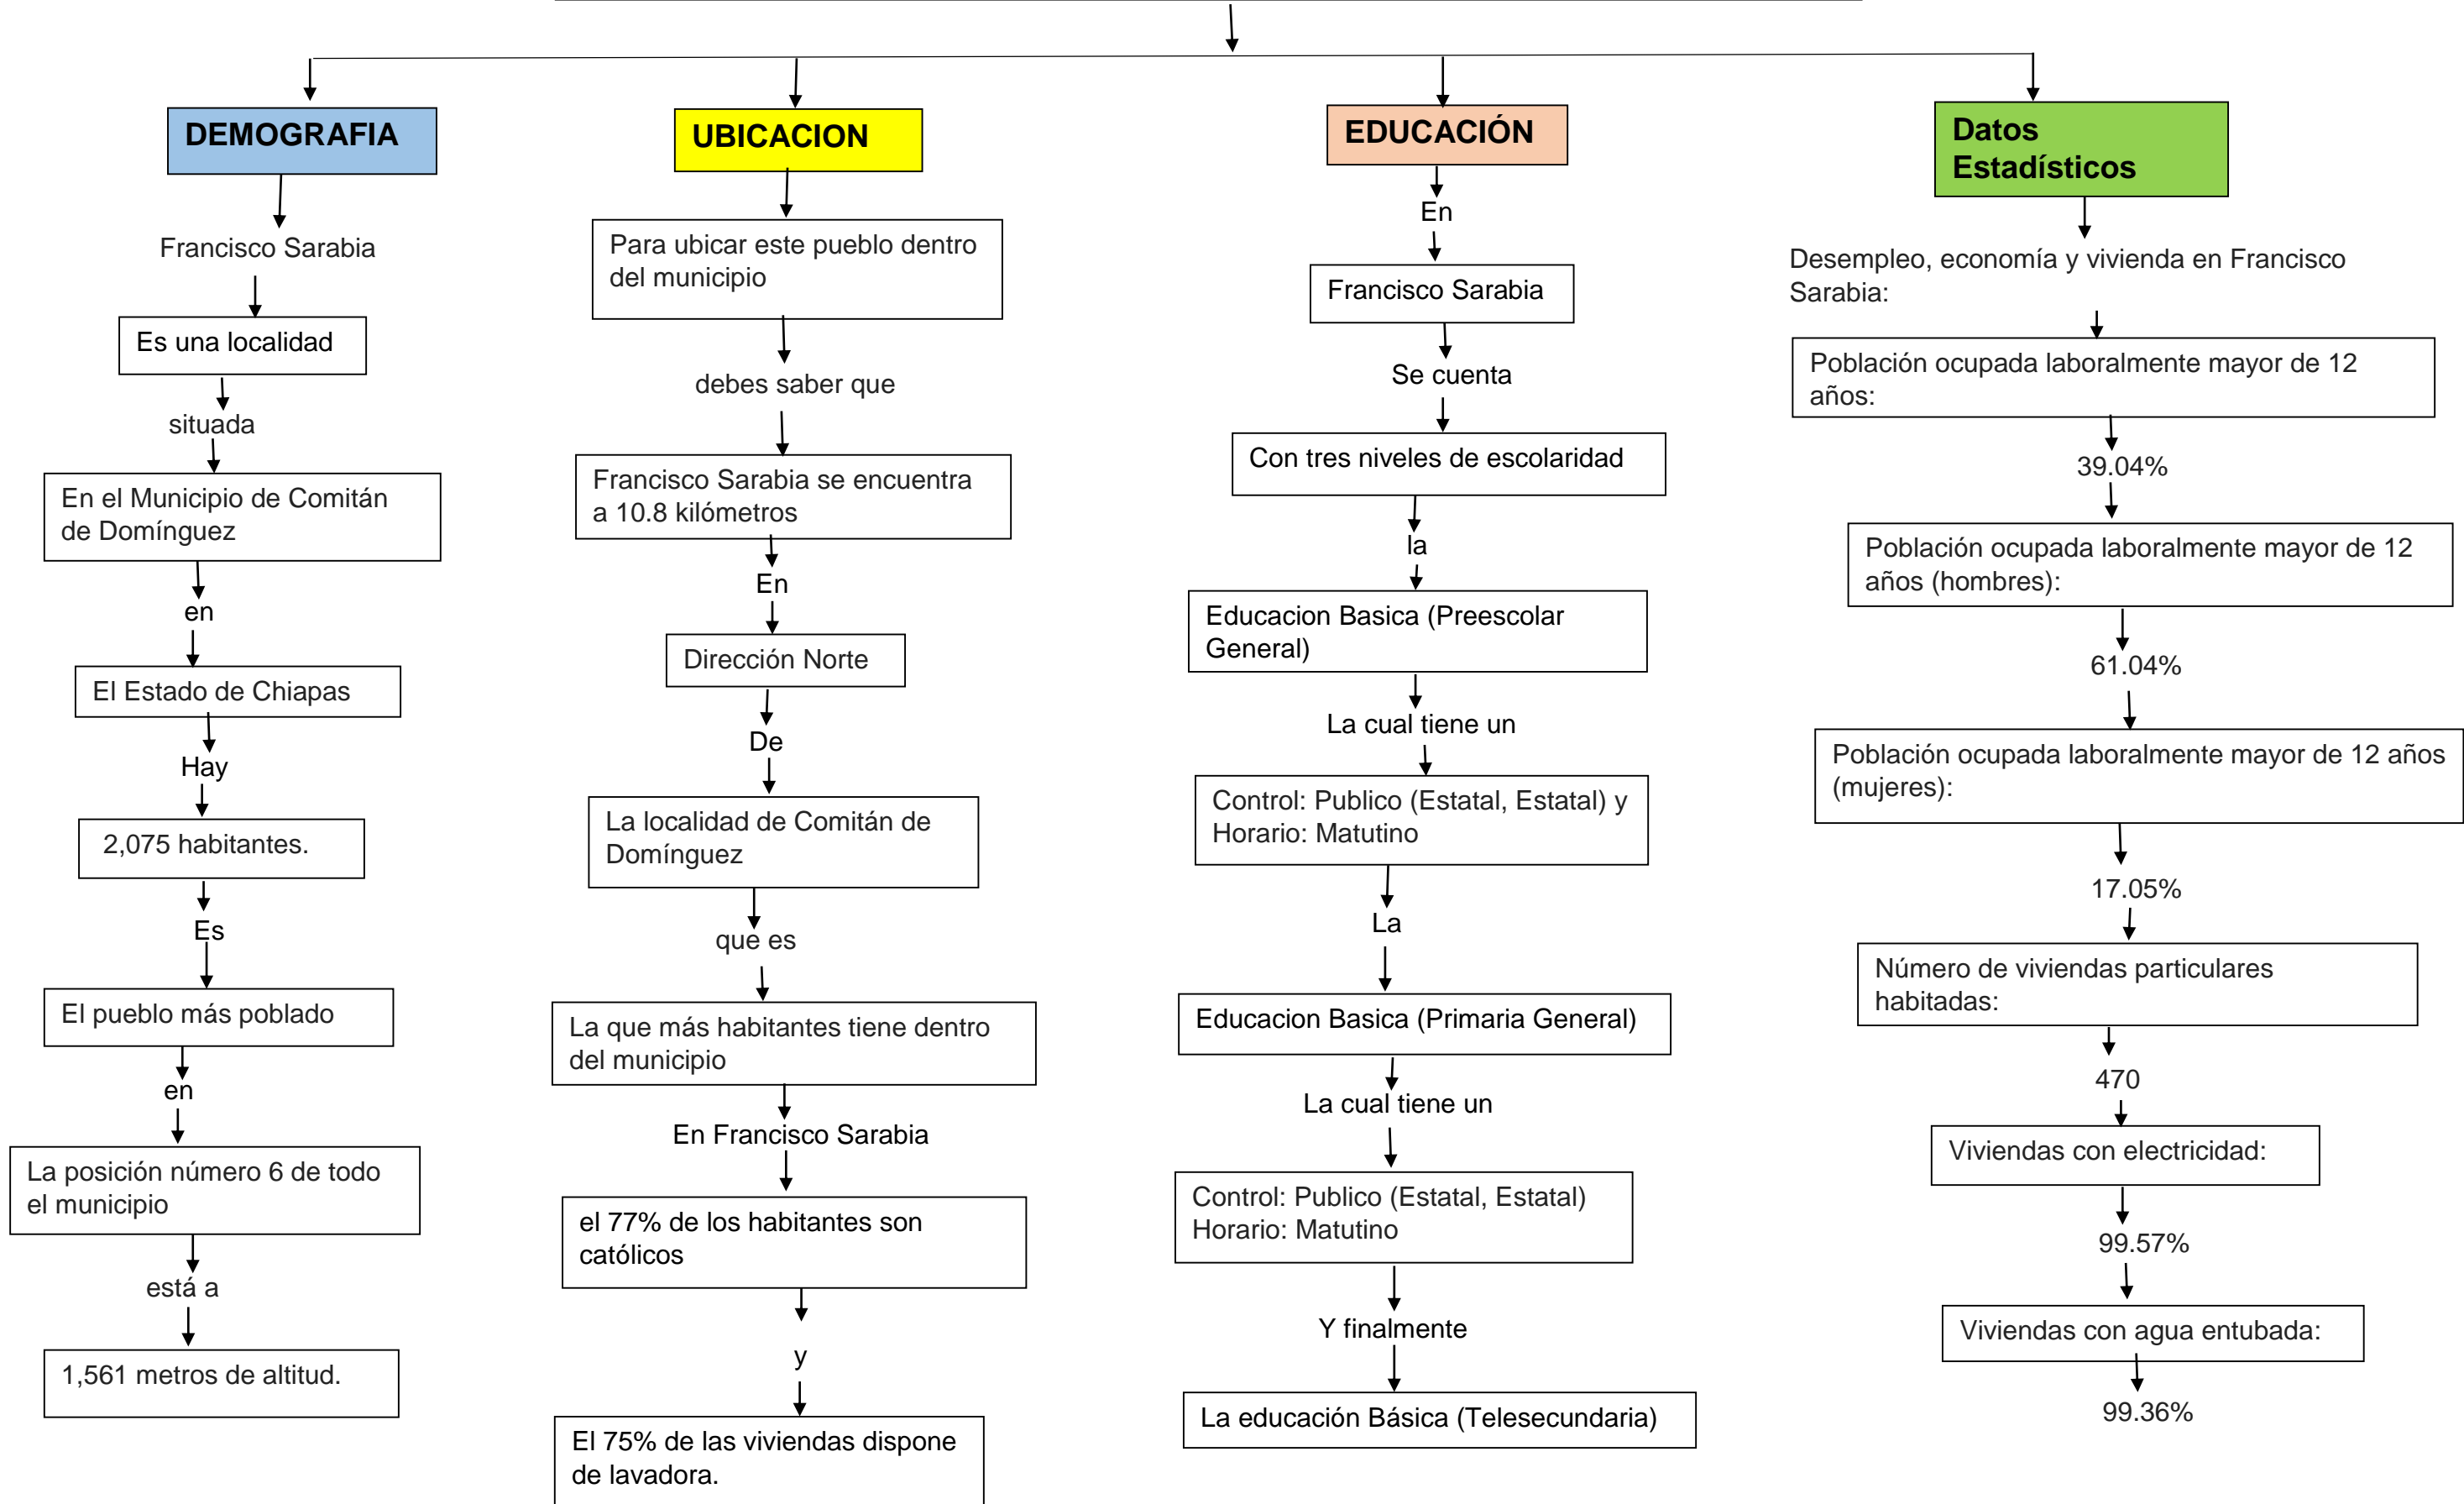 DEMOGRAFIA
Francisco Sarabia
Es una localidad
situada
En el Municipio de Comitán
de Domínguez
en
El Estado de Chiapas
Hay
2,075 habitantes.
Es
El pueblo más poblado
en
La posición número 6 de todo
el municipio
está a
1,561 metros de altitud.
UBICACION
Para ubicar este pueblo dentro
del municipio
debes saber que
Francisco Sarabia se encuentra
a 10.8 kilómetros
En
Dirección Norte
De
La localidad de Comitán de
Domínguez
que es
La que más habitantes tiene dentro
del municipio
En Francisco Sarabia
el 77% de los habitantes son
católicos
y
El 75% de las viviendas dispone
de lavadora.
EDUCACIÓN
En
Francisco Sarabia
Se cuenta
Con tres niveles de escolaridad
la
Educacion Basica (Preescolar
General)
La cual tiene un
Control: Publico (Estatal, Estatal) y
Horario: Matutino
La
Educacion Basica (Primaria General)
La cual tiene un
Control: Publico (Estatal, Estatal)
Horario: Matutino
Y finalmente
La educación Básica (Telesecundaria)
Datos
Estadísticos
Desempleo, economía y vivienda en Francisco
Sarabia:
Población ocupada laboralmente mayor de 12
años:
39.04%
Población ocupada laboralmente mayor de 12
años (hombres):
61.04%
Población ocupada laboralmente mayor de 12 años
(mujeres):
17.05%
Número de viviendas particulares
habitadas:
470
Viviendas con electricidad:
99.57%
Viviendas con agua entubada:
99.36%